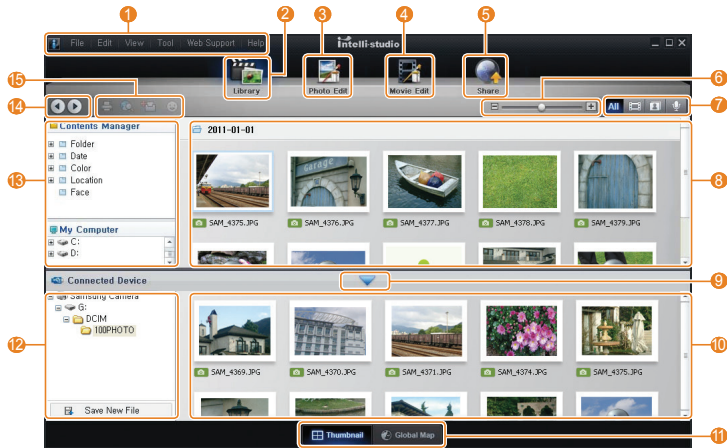 1 2 3 4 5
File Edit View Tool Web Support Help
intelli-studio
15
Library Photo Edit Movie Edit Share
6
14
All
7
Contents Manager
Folder
Date
Color
Location
Face
13
2011-01-01
SAM_4375.JPG SAM_4376.JPG SAM_4377.JPG SAM_4378.JPG SAM_4379.JPG
8
My Computer
C:
D:
Connected Device
9
Samsung Camera
G:
DCIM
100PHOTO
12
SAM_4369.JPG SAM_4370.JPG SAM_4371.JPG SAM_4374.JPG SAM_4375.JPG
10
Save New File
Thumbnail Global Map
11